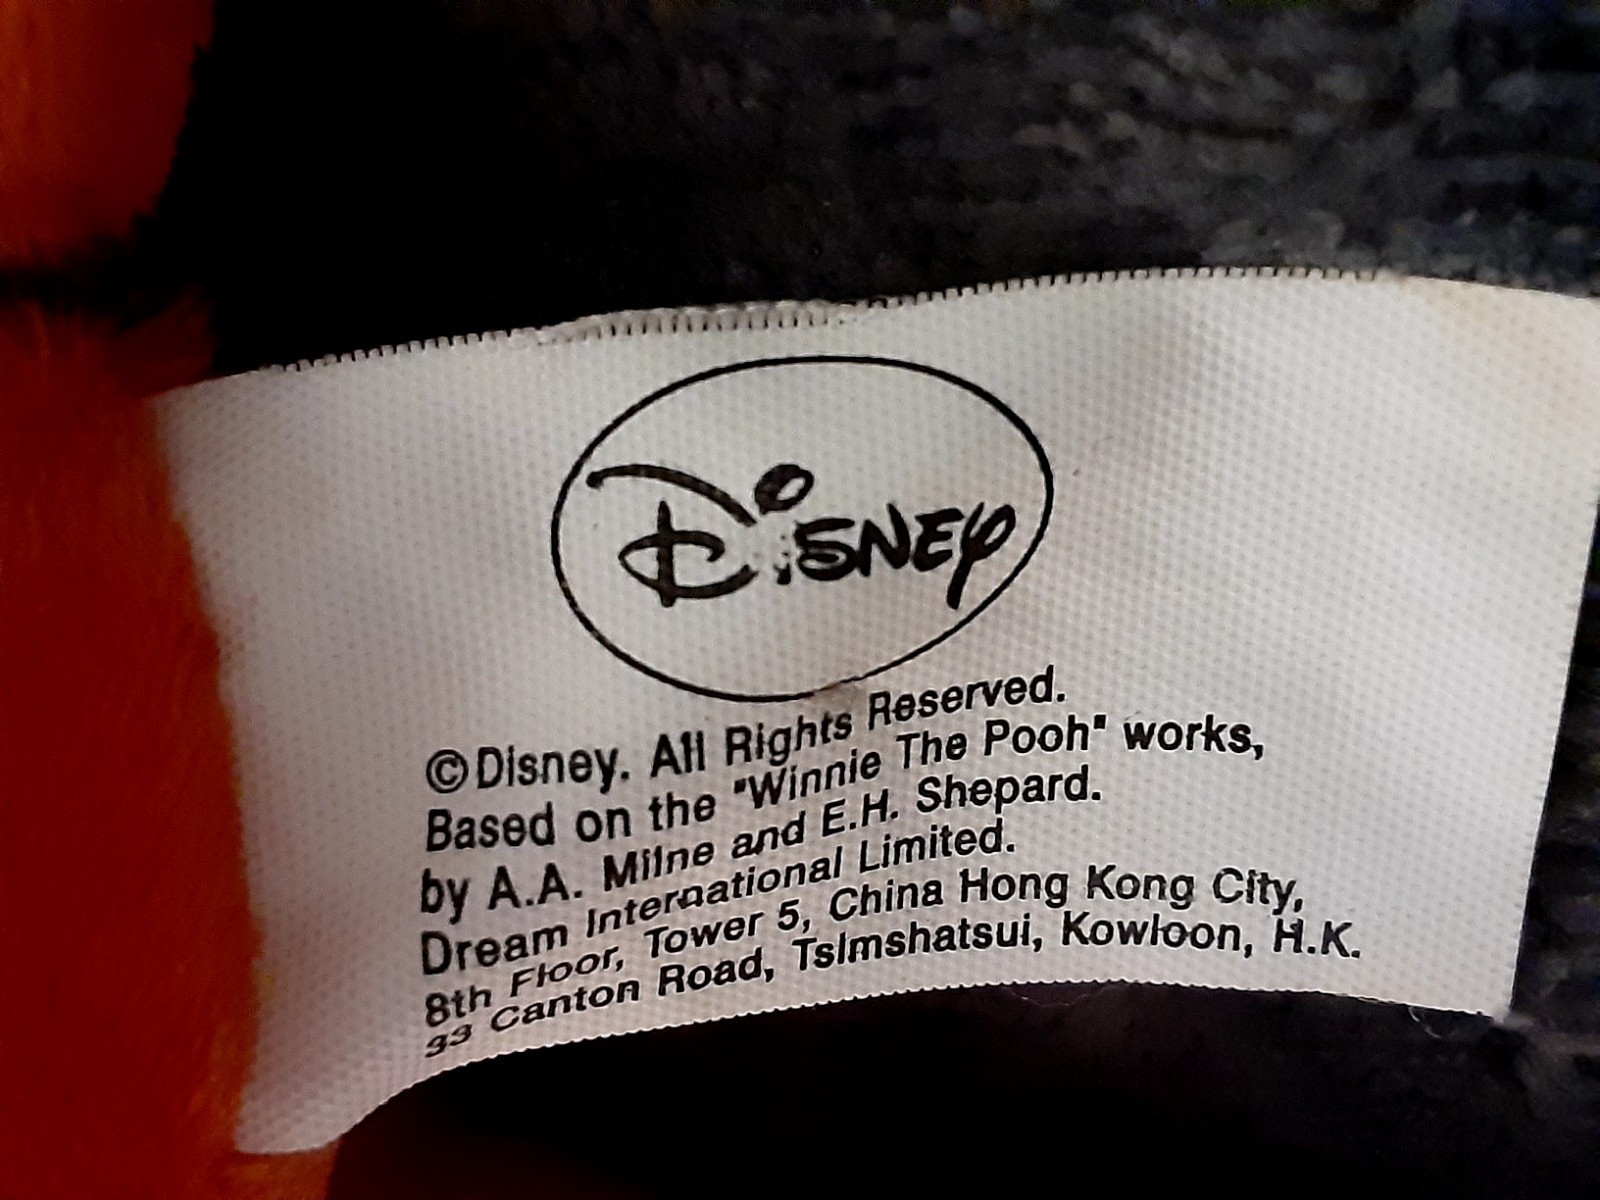 Disney
©Disney. All Rights Reserved.
Based on the "Winnie The Pooh" works,
by A.A. Milne and E.H. Shepard.
Dream International Limited.
8th Floor, Tower 5, China Hong Kong City,
33 Canton Road, Tsimshatsui, Kowloon, H.K.